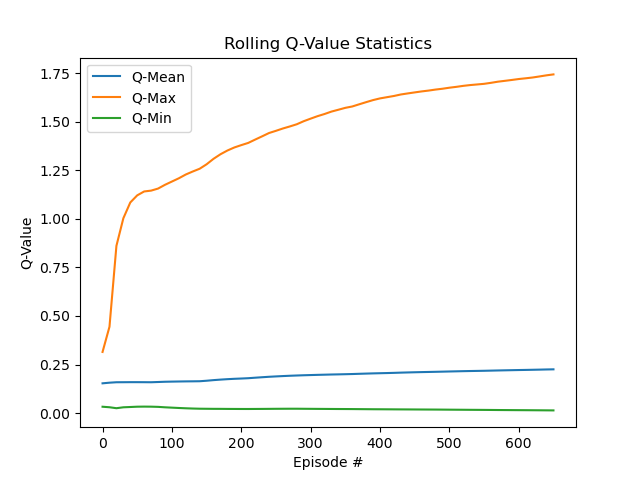 Rolling Q-Value Statistics
1.75
1.50
1.25
1.00
0.75
0.50
0.25
0.00
Q-Value
Q-Mean
Q-Max
Q-Min
0 100 200 300 400 500 600
Episode #